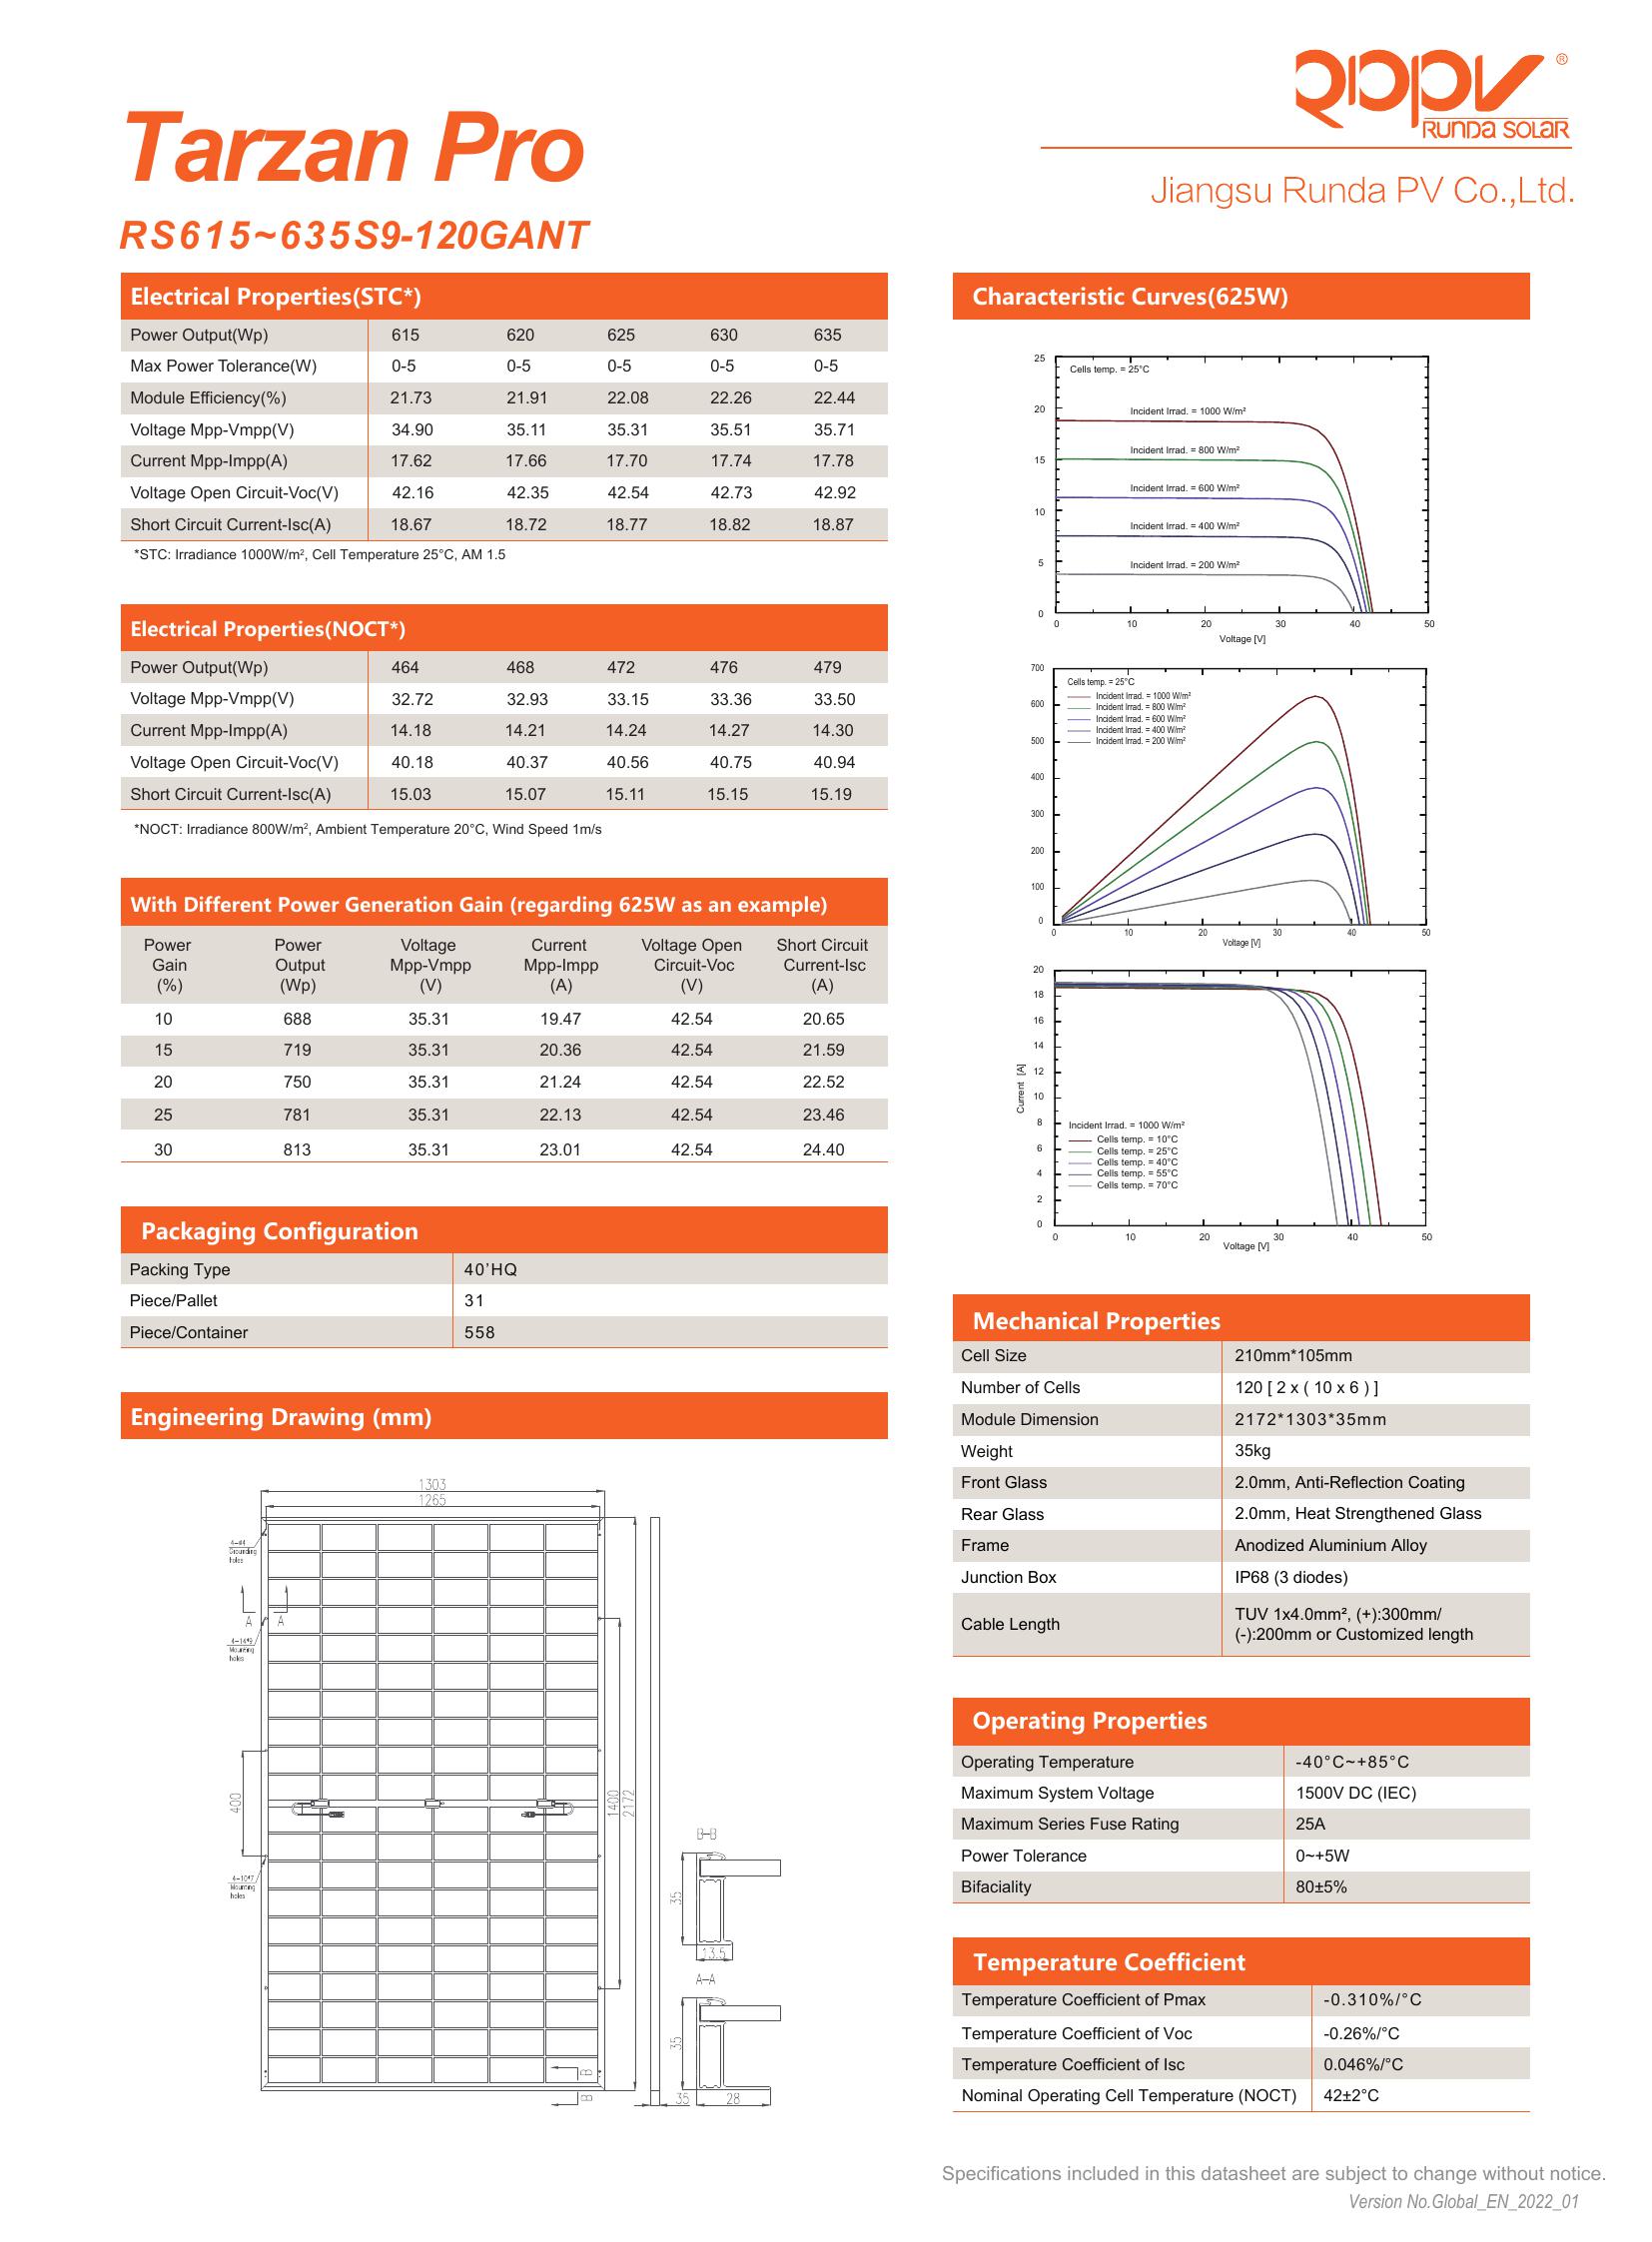 RDPV®
RUNDA SOLAR
Tarzan Pro
Jiangsu Runda PV Co.,Ltd.
RS615~635S9-120GANT
Electrical Properties(STC*)
Power Output(Wp) 615 620 625 630 635
Max Power Tolerance(W) 0-5 0-5 0-5 0-5 0-5
Module Efficiency(%) 21.73 21.91 22.08 22.26 22.44
Voltage Mpp-Vmpp(V) 34.90 35.11 35.31 35.51 35.71
Current Mpp-Impp(A) 17.62 17.66 17.70 17.74 17.78
Voltage Open Circuit-Voc(V) 42.16 42.35 42.54 42.73 42.92
Short Circuit Current-Isc(A) 18.67 18.72 18.77 18.82 18.87
*STC: Irradiance 1000W/m², Cell Temperature 25°C, AM 1.5
Electrical Properties(NOCT*)
Power Output(Wp) 464 468 472 476 479
Voltage Mpp-Vmpp(V) 32.72 32.93 33.15 33.36 33.50
Current Mpp-Impp(A) 14.18 14.21 14.24 14.27 14.30
Voltage Open Circuit-Voc(V) 40.18 40.37 40.56 40.75 40.94
Short Circuit Current-Isc(A) 15.03 15.07 15.11 15.15 15.19
*NOCT: Irradiance 800W/m², Ambient Temperature 20°C, Wind Speed 1m/s
With Different Power Generation Gain (regarding 625W as an example)
Power Power Voltage Current Voltage Open Short Circuit
Gain Output Mpp-Vmpp Mpp-Impp Circuit-Voc Current-Isc
(%) (Wp) (V) (A) (V) (A)
10 688 35.31 19.47 42.54 20.65
15 719 35.31 20.36 42.54 21.59
20 750 35.31 21.24 42.54 22.52
25 781 35.31 22.13 42.54 23.46
30 813 35.31 23.01 42.54 24.40
Packaging Configuration
Packing Type 40'HQ
Piece/Pallet 31
Piece/Container 558
Engineering Drawing (mm)
1303
1265
4-Φ4
Grounding
holes
A A
4-14*9
Mounting
holes
400
1400
2172
4-10*7
Mounting
holes
B
B
35
B-B
35
13.5
A-A
35
28
Characteristic Curves(625W)
25
20
15
10
5
0
Cells temp. = 25°C
Incident Irrad. = 1000 W/m²
Incident Irrad. = 800 W/m²
Incident Irrad. = 600 W/m²
Incident Irrad. = 400 W/m²
Incident Irrad. = 200 W/m²
0 10 20 30 40 50
Voltage [V]
700
600
500
400
300
200
100
0
Cells temp. = 25°C
Incident Irrad. = 1000 W/m²
Incident Irrad. = 800 W/m²
Incident Irrad. = 600 W/m²
Incident Irrad. = 400 W/m²
Incident Irrad. = 200 W/m²
0 10 20 30 40 50
Voltage [V]
20
18
16
14
12
10
8
6
4
2
0
Current [A]
Incident Irrad. = 1000 W/m²
Cells temp. = 10°C
Cells temp. = 25°C
Cells temp. = 40°C
Cells temp. = 55°C
Cells temp. = 70°C
0 10 20 30 40 50
Voltage [V]
Mechanical Properties
Cell Size 210mm*105mm
Number of Cells 120 [ 2 x ( 10 x 6 ) ]
Module Dimension 2172*1303*35mm
Weight 35kg
Front Glass 2.0mm, Anti-Reflection Coating
Rear Glass 2.0mm, Heat Strengthened Glass
Frame Anodized Aluminium Alloy
Junction Box IP68 (3 diodes)
Cable Length TUV 1x4.0mm², (+):300mm/
(-):200mm or Customized length
Operating Properties
Operating Temperature -40°C~+85°C
Maximum System Voltage 1500V DC (IEC)
Maximum Series Fuse Rating 25A
Power Tolerance 0~+5W
Bifaciality 80±5%
Temperature Coefficient
Temperature Coefficient of Pmax -0.310%/°C
Temperature Coefficient of Voc -0.26%/°C
Temperature Coefficient of Isc 0.046%/°C
Nominal Operating Cell Temperature (NOCT) 42±2°C
Specifications included in this datasheet are subject to change without notice.
Version No.Global_EN_2022_01